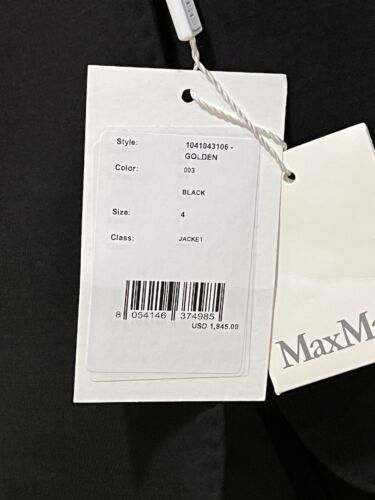 Style: 1041043106 -
GOLDEN
Color: 003
BLACK
Size: 4
Class: JACKET
8 054146 374985
USD 1,845.00
MaxMa